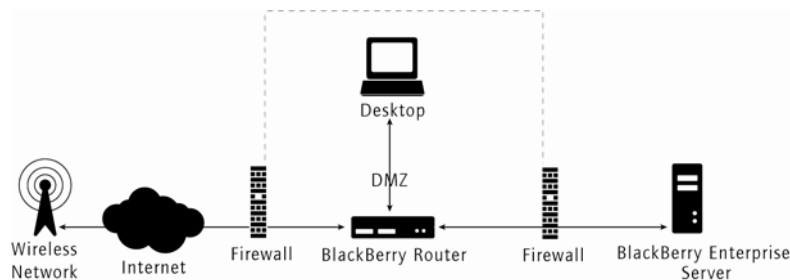 Desktop
DMZ
Wireless
Network
Internet
Firewall
BlackBerry Router
Firewall
BlackBerry Enterprise
Server